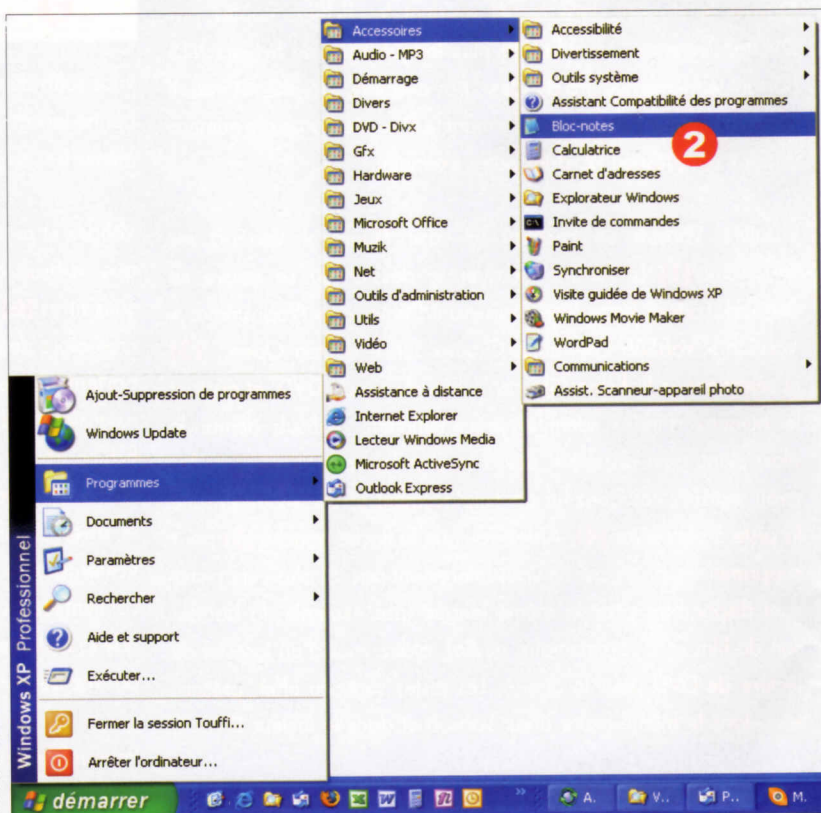 Accessoires
Audio - MP3
Démarrage
Divers
DVD - Divx
Gfx
Hardware
Jeux
Microsoft Office
Muzik
Net
Outils d'administration
Utils
Vidéo
Web
Assistance à distance
Internet Explorer
Lecteur Windows Media
Microsoft ActiveSync
Outlook Express
Accessibilité
Divertissement
Outils système
Assistant Compatibilité des programmes
Bloc-notes
2
Calculatrice
Carnet d'adresses
Explorateur Windows
Invite de commandes
Paint
Synchroniser
Visite guidée de Windows XP
Windows Movie Maker
WordPad
Communications
Assist. Scanneur-appareil photo
Ajout-Suppression de programmes
Windows Update
Programmes
Documents
Paramètres
Rechercher
Aide et support
Exécuter...
Fermer la session Touffi...
Arrêter l'ordinateur...
Windows XP Professionnel
démarrer
A.
V..
P..
M.